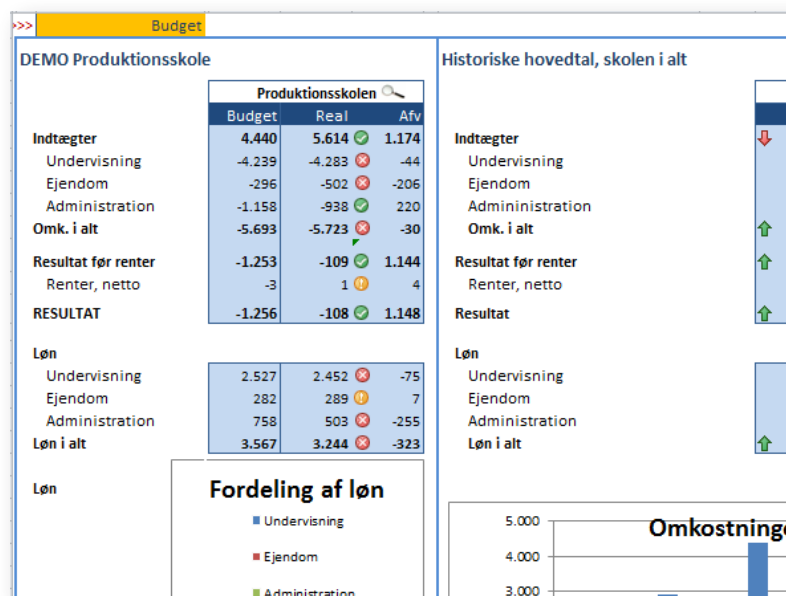 >>> Budget
DEMO Produktionsskole
Produktionsskolen
Budget Real Afv
Indtægter 4.440 5.614 1.174
Undervisning -4.239 -4.283 -44
Ejendom -296 -502 -206
Administration -1.158 -938 220
Omk. i alt -5.693 -5.723 -30
Resultat før renter -1.253 -109 1.144
Renter, netto -3 1 4
RESULTAT -1.256 -108 1.148
Løn
Undervisning 2.527 2.452 -75
Ejendom 282 289 7
Administration 758 503 -255
Løn i alt 3.567 3.244 -323
Løn
Fordeling af løn
Undervisning
Ejendom
Administration
Historiske hovedtal, skolen i alt
Indtægter
Undervisning
Ejendom
Admininistration
Omk. i alt
Resultat før renter
Renter, netto
Resultat
Løn
Undervisning
Ejendom
Administration
Løn i alt
Omkostninge
5.000
4.000
3.000